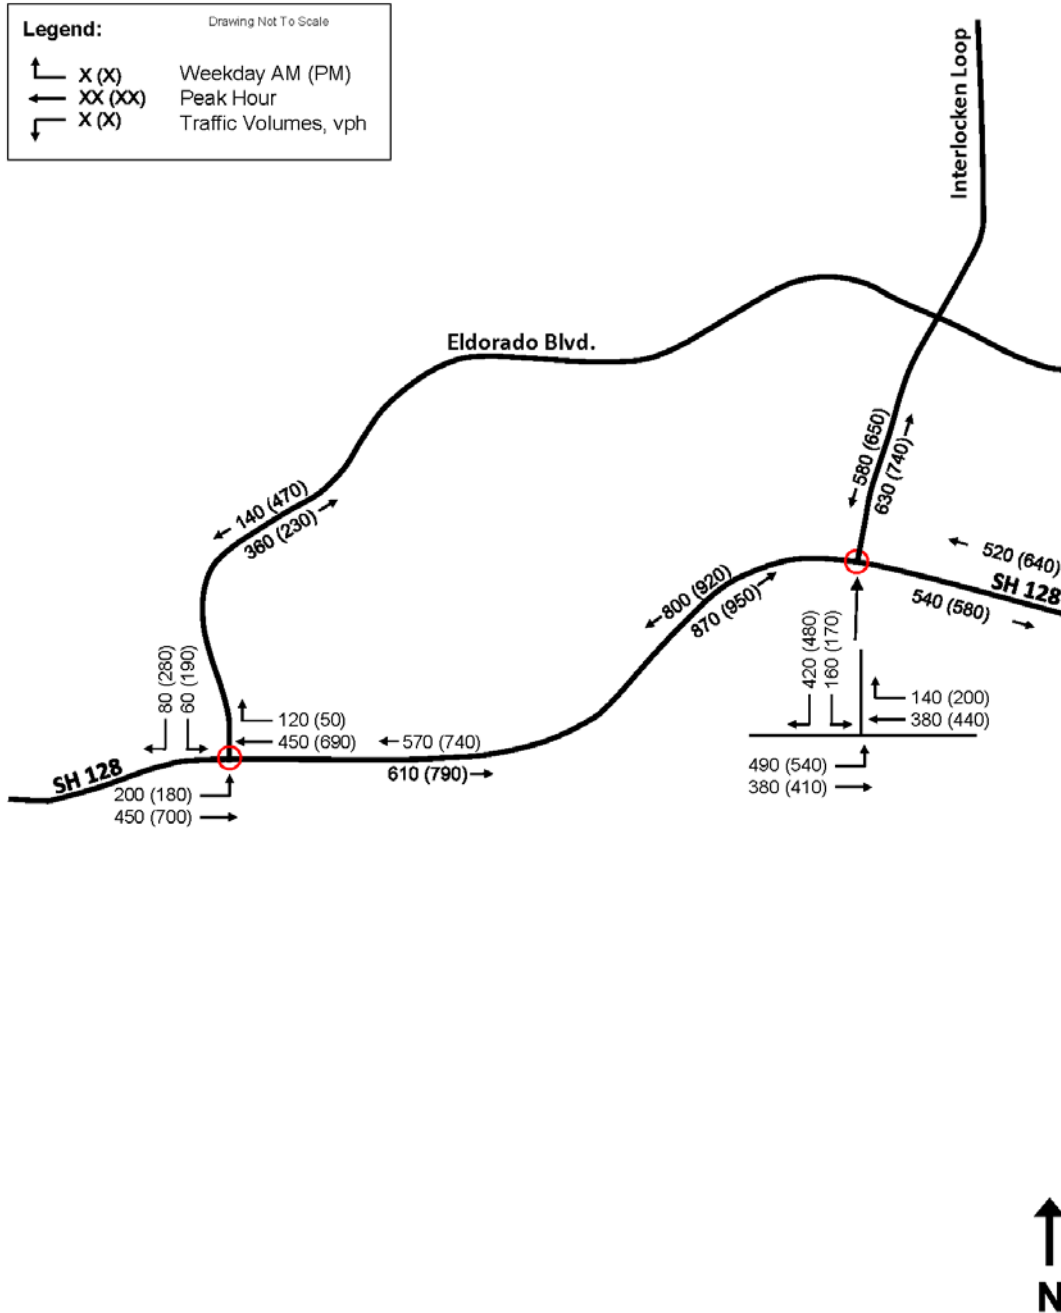 Legend:
Drawing Not To Scale
X (X)
Weekday AM (PM)
XX (XX)
Peak Hour
X (X)
Traffic Volumes, vph
Interlocken Loop
Eldorado Blvd.
580 (650)
630 (740)
140 (470)
360 (230)
520 (640)
SH 128
540 (580)
800 (920)
870 (950)
420 (480)
160 (170)
80 (280)
60 (190)
140 (200)
380 (440)
120 (50)
450 (690)
570 (740)
610 (790)
490 (540)
380 (410)
SH 128
200 (180)
450 (700)
N